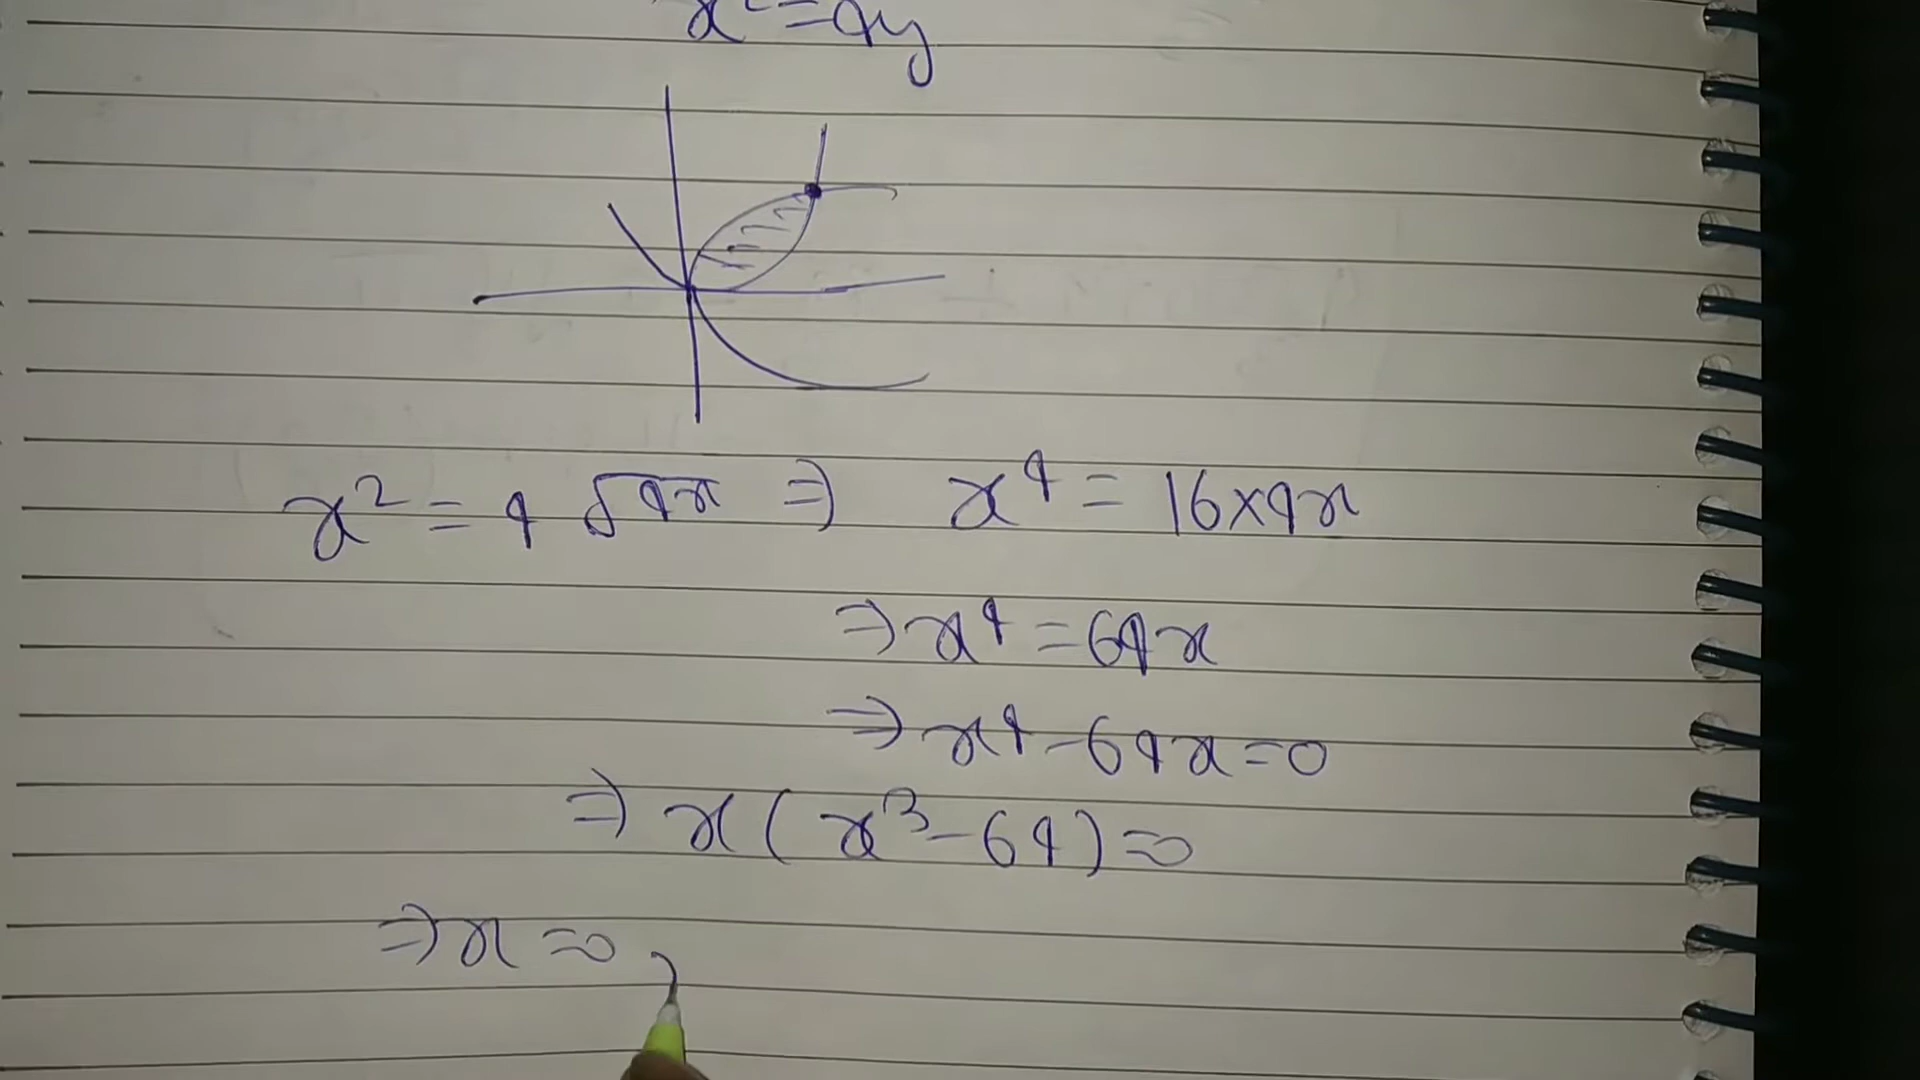 x² = 4y
x² = 4 √4x ⇒ x⁴ = 16×4x
⇒ x⁴ = 64x
⇒ x⁴ - 64x = 0
⇒ x ( x³ - 64 ) = 0
⇒ x = 0 ,